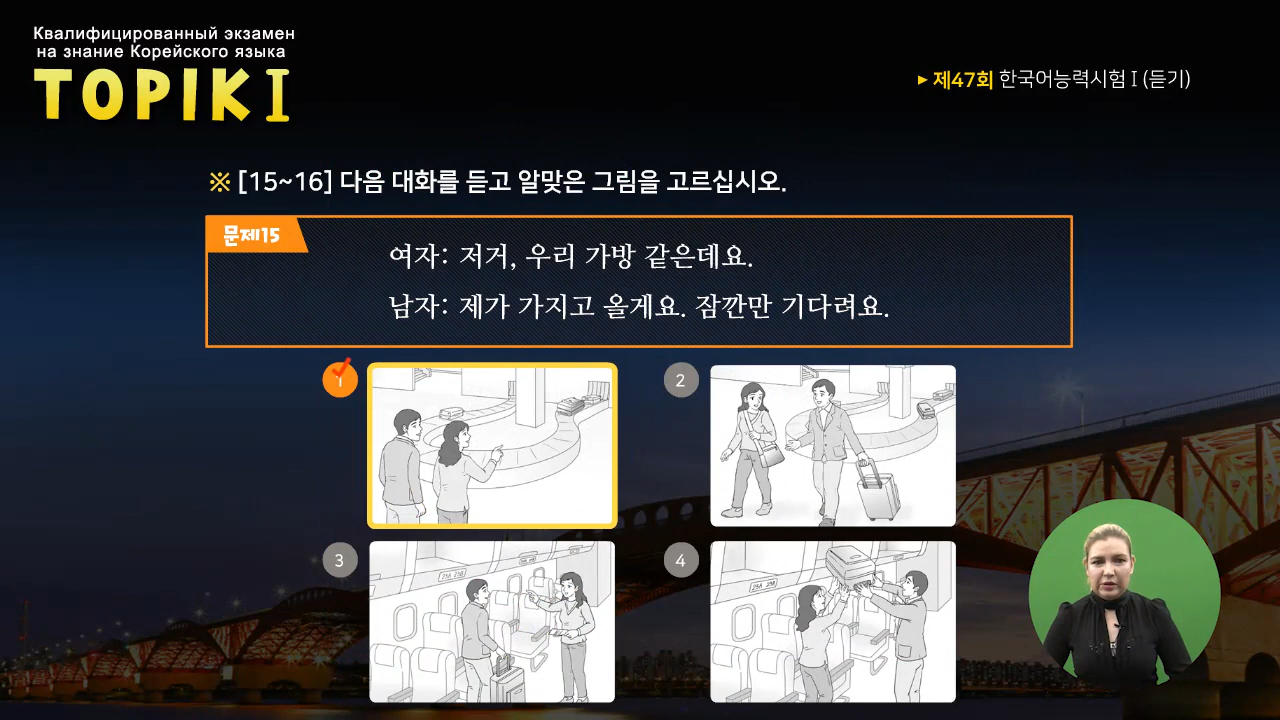 Квалифицированный экзамен
на знание Корейского языка
TOPIK I
▶ 제47회 한국어능력시험 I (듣기)
※ [15~16] 다음 대화를 듣고 알맞은 그림을 고르십시오.
문제15
여자: 저거, 우리 가방 같은데요.
남자: 제가 가지고 올게요. 잠깐만 기다려요.
1
2
3
4